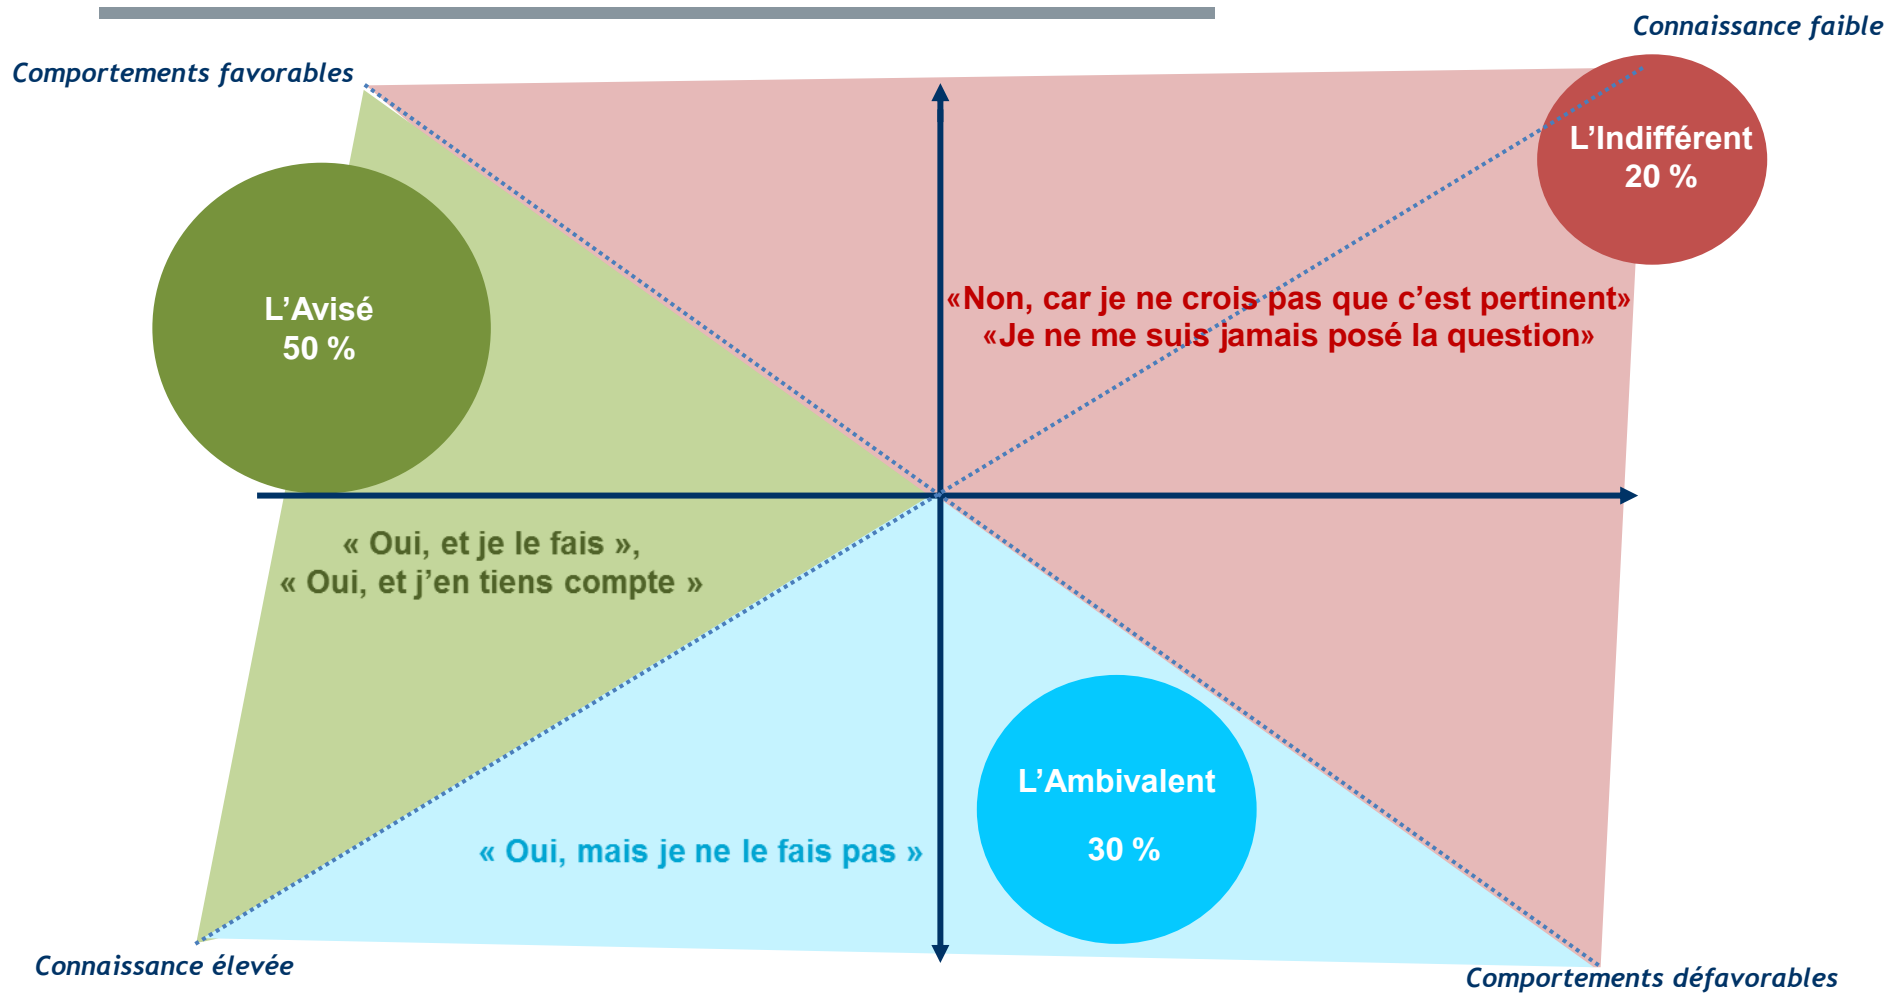 Connaissance faible
Comportements favorables
L’Indifférent
20 %
L’Avisé
50 %
«Non, car je ne crois pas que c’est pertinent»
«Je ne me suis jamais posé la question»
« Oui, et je le fais »,
« Oui, et j’en tiens compte »
L’Ambivalent
30 %
« Oui, mais je ne le fais pas »
Connaissance élevée
Comportements défavorables